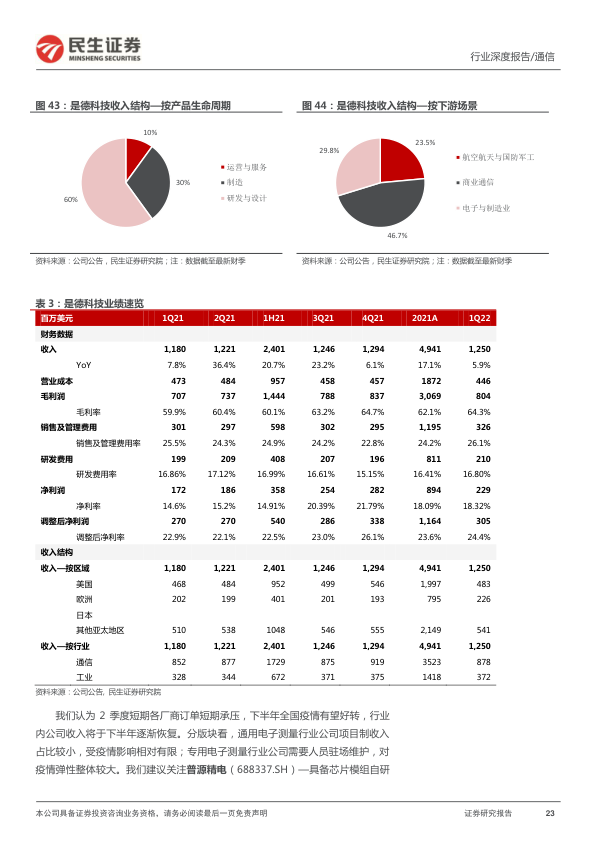 民生证券
MINSHENG SECURITIES
行业深度报告/通信
图 43：是德科技收入结构—按产品生命周期
10%
30%
60%
运营与服务
制造
研发与设计
资料来源：公司公告，民生证券研究院；注：数据截至最新财季
图 44：是德科技收入结构—按下游场景
23.5%
29.8%
46.7%
航空航天与国防军工
商业通信
电子与制造业
资料来源：公司公告，民生证券研究院；注：数据截至最新财季
表 3：是德科技业绩速览
百万美元 1Q21 2Q21 1H21 3Q21 4Q21 2021A 1Q22
财务数据
收入 1,180 1,221 2,401 1,246 1,294 4,941 1,250
YoY 7.8% 36.4% 20.7% 23.2% 6.1% 17.1% 5.9%
营业成本 473 484 957 458 457 1872 446
毛利润 707 737 1,444 788 837 3,069 804
毛利率 59.9% 60.4% 60.1% 63.2% 64.7% 62.1% 64.3%
销售及管理费用 301 297 598 302 295 1,195 326
销售及管理费用率 25.5% 24.3% 24.9% 24.2% 22.8% 24.2% 26.1%
研发费用 199 209 408 207 196 811 210
研发费用率 16.86% 17.12% 16.99% 16.61% 15.15% 16.41% 16.80%
净利润 172 186 358 254 282 894 229
净利率 14.6% 15.2% 14.91% 20.39% 21.79% 18.09% 18.32%
调整后净利润 270 270 540 286 338 1,164 305
调整后净利率 22.9% 22.1% 22.5% 23.0% 26.1% 23.6% 24.4%
收入结构
收入—按区域 1,180 1,221 2,401 1,246 1,294 4,941 1,250
美国 468 484 952 499 546 1,997 483
欧洲 202 199 401 201 193 795 226
日本
其他亚太地区 510 538 1048 546 555 2,149 541
收入—按行业 1,180 1,221 2,401 1,246 1,294 4,941 1,250
通信 852 877 1729 875 919 3523 878
工业 328 344 672 371 375 1418 372
资料来源：公司公告, 民生证券研究院
我们认为 2 季度短期各厂商订单短期承压，下半年全国疫情有望好转，行业
内公司收入将于下半年逐渐恢复。分版块看，通用电子测量行业公司项目制收入
占比较小，受疫情影响相对有限；专用电子测量行业公司需要人员驻场维护，对
疫情弹性整体较大。我们建议关注普源精电（688337.SH）—具备芯片模组自研
本公司具备证券投资咨询业务资格，请务必阅读最后一页免责声明
证券研究报告
23